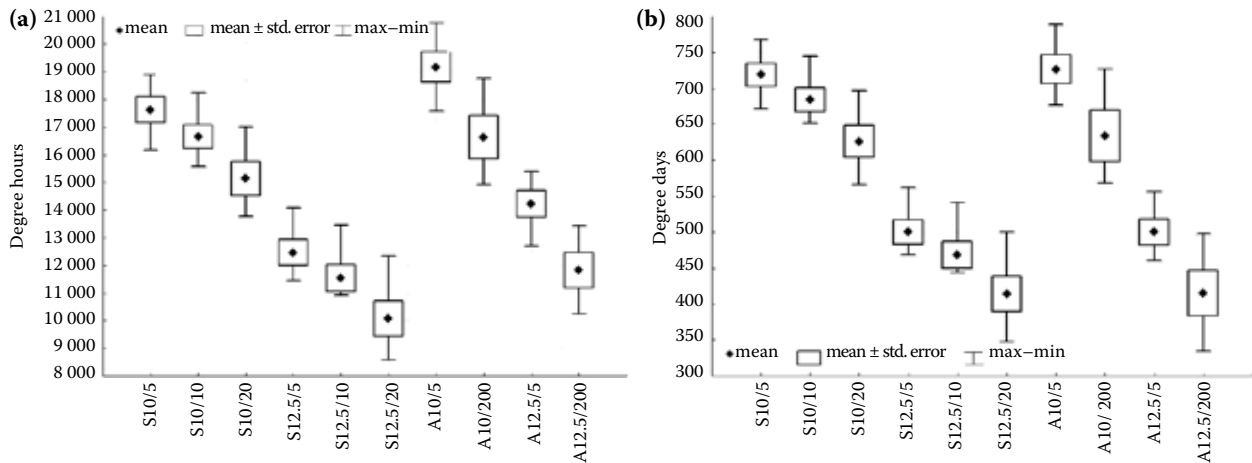 (a)
Degree hours
21 000
20 000
19 000
18 000
17 000
16 000
15 000
14 000
13 000
12 000
11 000
10 000
9 000
8 000
mean
mean ± std. error
max–min
S10/5
S10/10
S10/20
S12.5/5
S12.5/10
S12.5/20
A10/5
A10/200
A12.5/5
A12.5/200
(b)
Degree days
800
750
700
650
600
550
500
450
400
350
300
mean
mean ± std. error
max–min
S10/5
S10/10
S10/20
S12.5/5
S12.5/10
S12.5/20
A10/5
A10/ 200
A12.5/5
A12.5/200